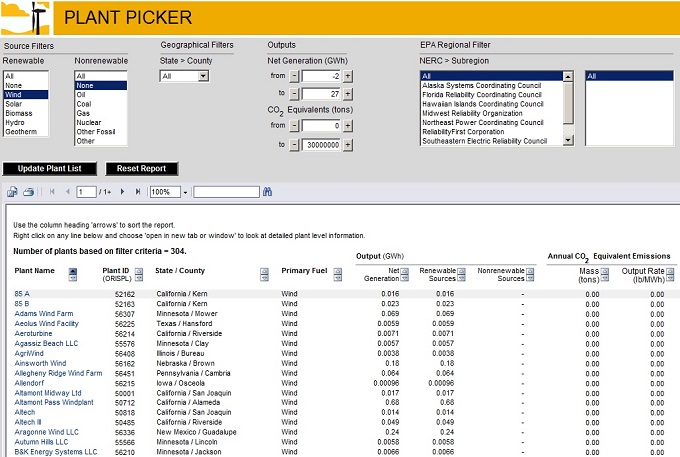 PLANT PICKER
Source Filters
Renewable
All
None
Wind
Solar
Biomass
Hydro
Geotherm
Nonrenewable
All
None
Oil
Coal
Gas
Nuclear
Other Fossil
Other
Geographical Filters
State > County
All
Outputs
Net Generation (GWh)
from - -2 +
to - 27 +
CO2 Equivalents (tons)
from - 0 +
to - 30000000 +
EPA Regional Filter
NERC > Subregion
All
Alaska Systems Coordinating Council
Florida Reliability Coordinating Council
Hawaiian Islands Coordinating Council
Midwest Reliability Organization
Northeast Power Coordinating Council
ReliabilityFirst Corporation
Southeastern Electric Reliability Council
All
Update Plant List Reset Report
1 / 1+ 100%
Use the column heading 'arrows' to sort the report.
Right click on any line below and choose 'open in new tab or window' to look at detailed plant level information.
Number of plants based on filter criteria = 304.
Output (GWh) Annual CO2 Equivalent Emissions
Plant Name Plant ID (ORISPL) State / County Primary Fuel Net Generation Renewable Sources Nonrenewable Sources Mass (tons) Output Rate (lb/MWh)
85 A 52162 California / Kern Wind 0.016 0.016 - 0.00 0.00
85 B 52163 California / Kern Wind 0.023 0.023 - 0.00 0.00
Adams Wind Farm 56307 Minnesota / Mower Wind 0.069 0.069 - 0.00 0.00
Aeolus Wind Facility 56225 Texas / Hansford Wind 0.0059 0.0059 - 0.00 0.00
Aeroturbine 56214 California / Riverside Wind 0.0071 0.0071 - 0.00 0.00
Agassiz Beach LLC 55576 Minnesota / Clay Wind 0.0057 0.0057 - 0.00 0.00
AgriWind 56408 Illinois / Bureau Wind 0.0038 0.0038 - 0.00 0.00
Ainsworth Wind 56162 Nebraska / Brown Wind 0.18 0.18 - 0.00 0.00
Allegheny Ridge Wind Farm 56451 Pennsylvania / Cambria Wind 0.064 0.064 - 0.00 0.00
Allendorf 56215 Iowa / Osceola Wind 0.00096 0.00096 - 0.00 0.00
Altamont Midway Ltd 50001 California / San Joaquin Wind 0.017 0.017 - 0.00 0.00
Altamont Pass Windplant 50712 California / Alameda Wind 0.68 0.68 - 0.00 0.00
Altech 50818 California / San Joaquin Wind 0.014 0.014 - 0.00 0.00
Altech III 50485 California / Riverside Wind 0.049 0.049 - 0.00 0.00
Aragonne Wind LLC 56336 New Mexico / Guadalupe Wind 0.24 0.24 - 0.00 0.00
Autumn Hills LLC 55566 Minnesota / Lincoln Wind 0.0058 0.0058 - 0.00 0.00
B&K Energy Systems LLC 56210 Minnesota / Jackson Wind 0.0066 0.0066 - 0.00 0.00